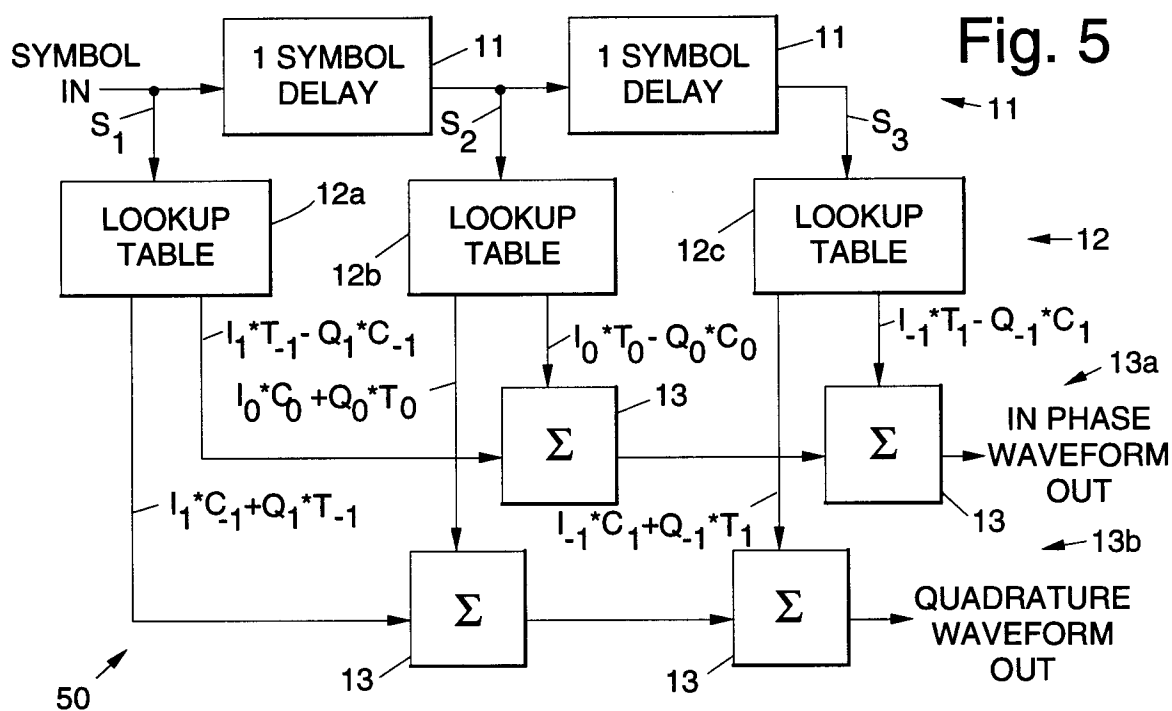 Fig. 5
SYMBOL
IN
1 SYMBOL
DELAY
11
1 SYMBOL
DELAY
11
11
S1
S2
S3
LOOKUP
TABLE
12a
LOOKUP
TABLE
12b
LOOKUP
TABLE
12c
12
I1*T-1- Q1*C-1
I0*T0- Q0*C0
I-1*T1- Q-1*C1
I0*C0 +Q0*T0
13
13a
Σ
Σ
IN PHASE
WAVEFORM
OUT
I1*C-1+Q1*T-1
I-1*C1+Q-1*T1
13
13b
Σ
Σ
QUADRATURE
WAVEFORM
OUT
13
13
50